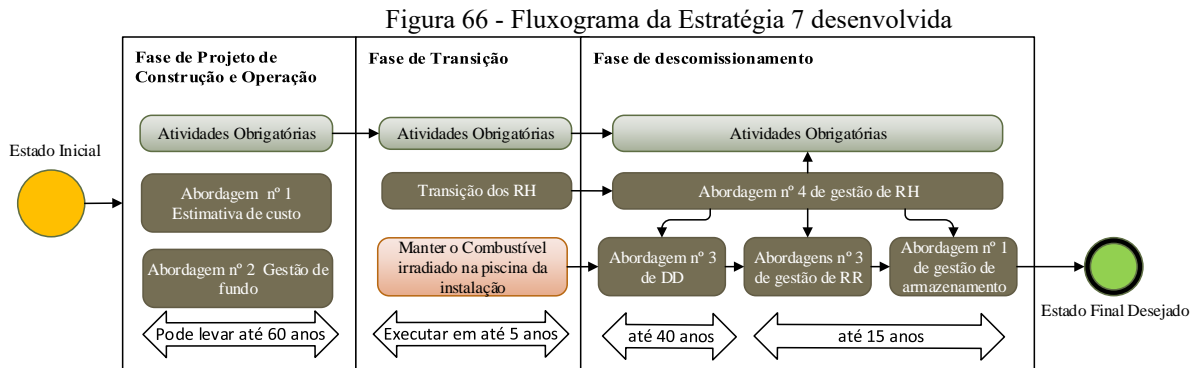 Figura 66 - Fluxograma da Estratégia 7 desenvolvida
Fase de Projeto de
Construção e Operação
Fase de Transição
Fase de descomissionamento
Estado Inicial
Atividades Obrigatórias
Atividades Obrigatórias
Atividades Obrigatórias
Abordagem nº 1
Estimativa de custo
Transição dos RH
Abordagem nº 4 de gestão de RH
Abordagem nº 2 Gestão de
fundo
Manter o Combustível
irradiado na piscina da
instalação
Abordagem nº 3
de DD
Abordagens nº 3
de gestão de RR
Abordagem nº 1
de gestão de
armazenamento
Estado Final Desejado
Pode levar até 60 anos
Executar em até 5 anos
até 40 anos
até 15 anos